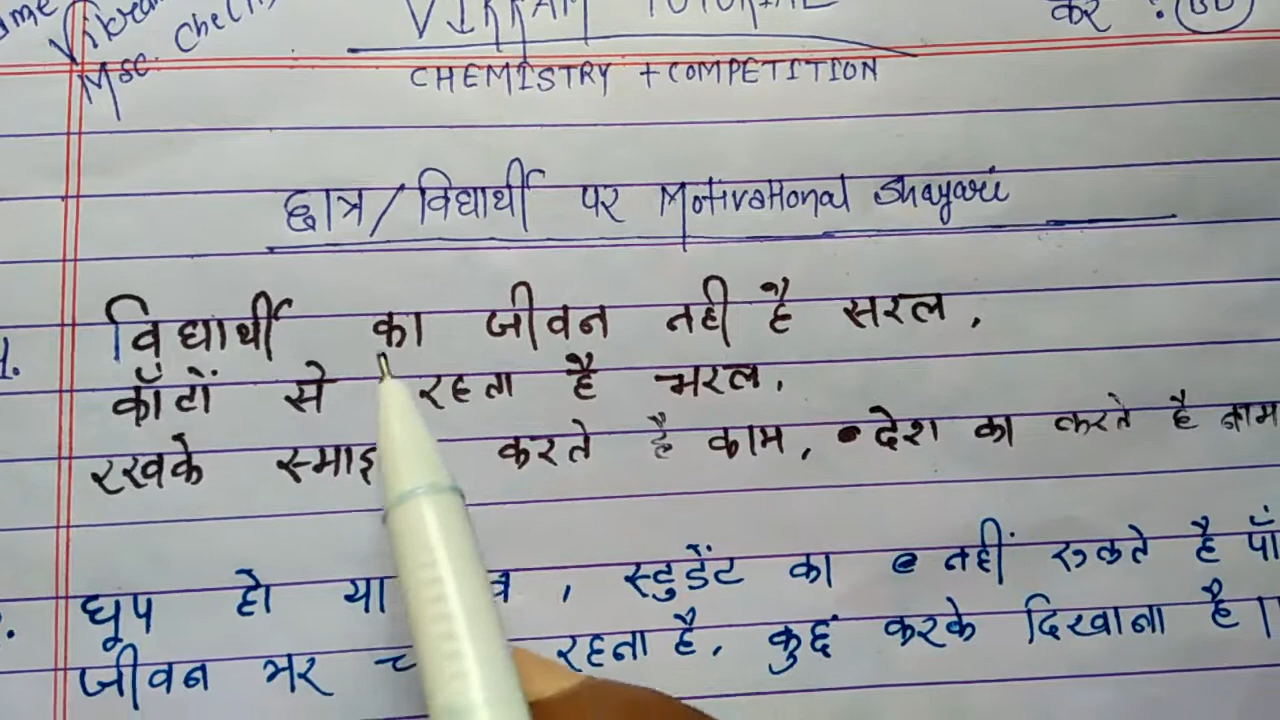 Vikram
VIKRAM TUTORIAL
कर :
Msc. Che
CHEMISTRY + COMPETITION
छात्र/विद्यार्थी पर Motivational Shayari
1. विद्यार्थी का जीवन नही है सरल,
काँटों से रहता है भरल,
रखके स्माइ करते है काम, देश का करते है नाम
धूप हो या व, स्टुडेंट का नहीं रुकते है पाँ
जीवन भर रहता है, कुछ करके दिखाना है।